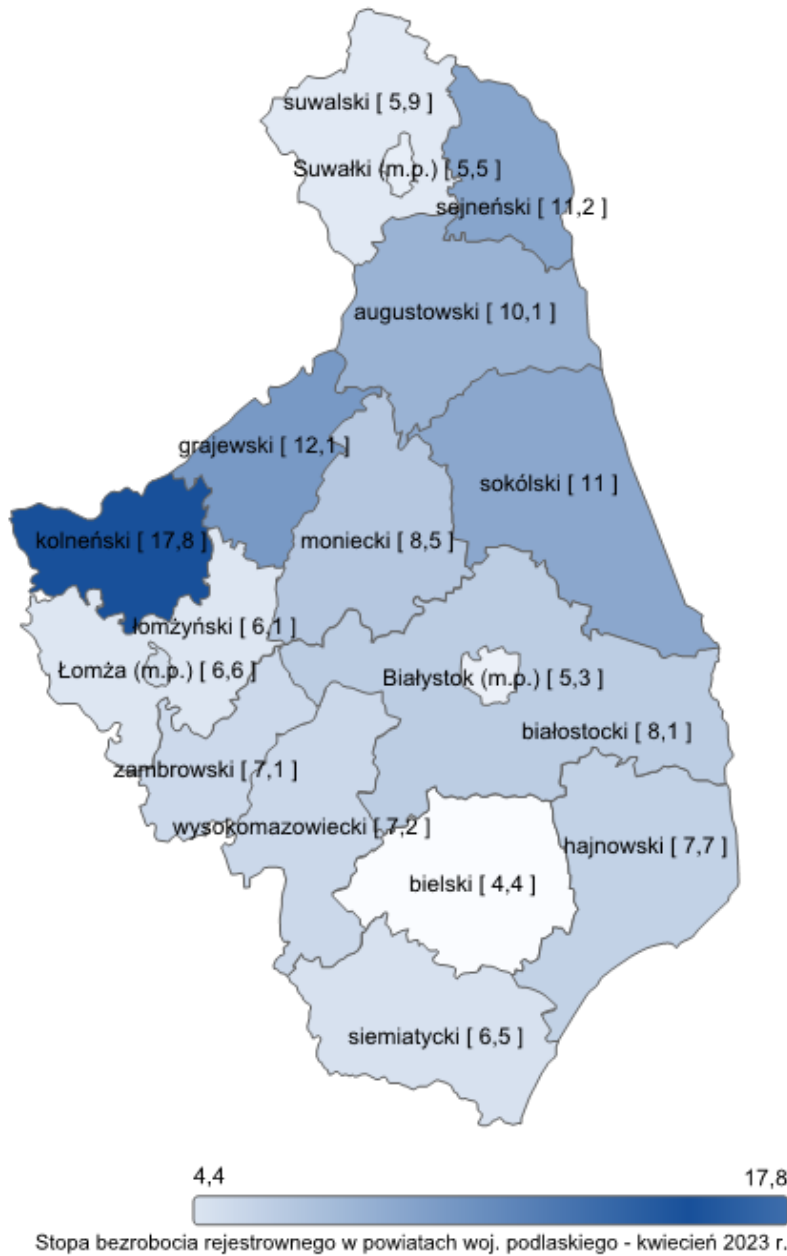 suwalski [ 5,9 ]
Suwałki (m.p.) [ 5,5 ]
sejneński [ 11,2 ]
augustowski [ 10,1 ]
grajewski [ 12,1 ]
sokólski [ 11 ]
kolneński [ 17,8 ]
moniecki [ 8,5 ]
łomżyński [ 6,1 ]
Łomża (m.p.) [ 6,6 ]
Białystok (m.p.) [ 5,3 ]
białostocki [ 8,1 ]
zambrowski [ 7,1 ]
wysokomazowiecki [ 7,2 ]
hajnowski [ 7,7 ]
bielski [ 4,4 ]
siemiatycki [ 6,5 ]
4,4
17,8
Stopa bezrobocia rejestrownego w powiatach woj. podlaskiego - kwiecień 2023 r.